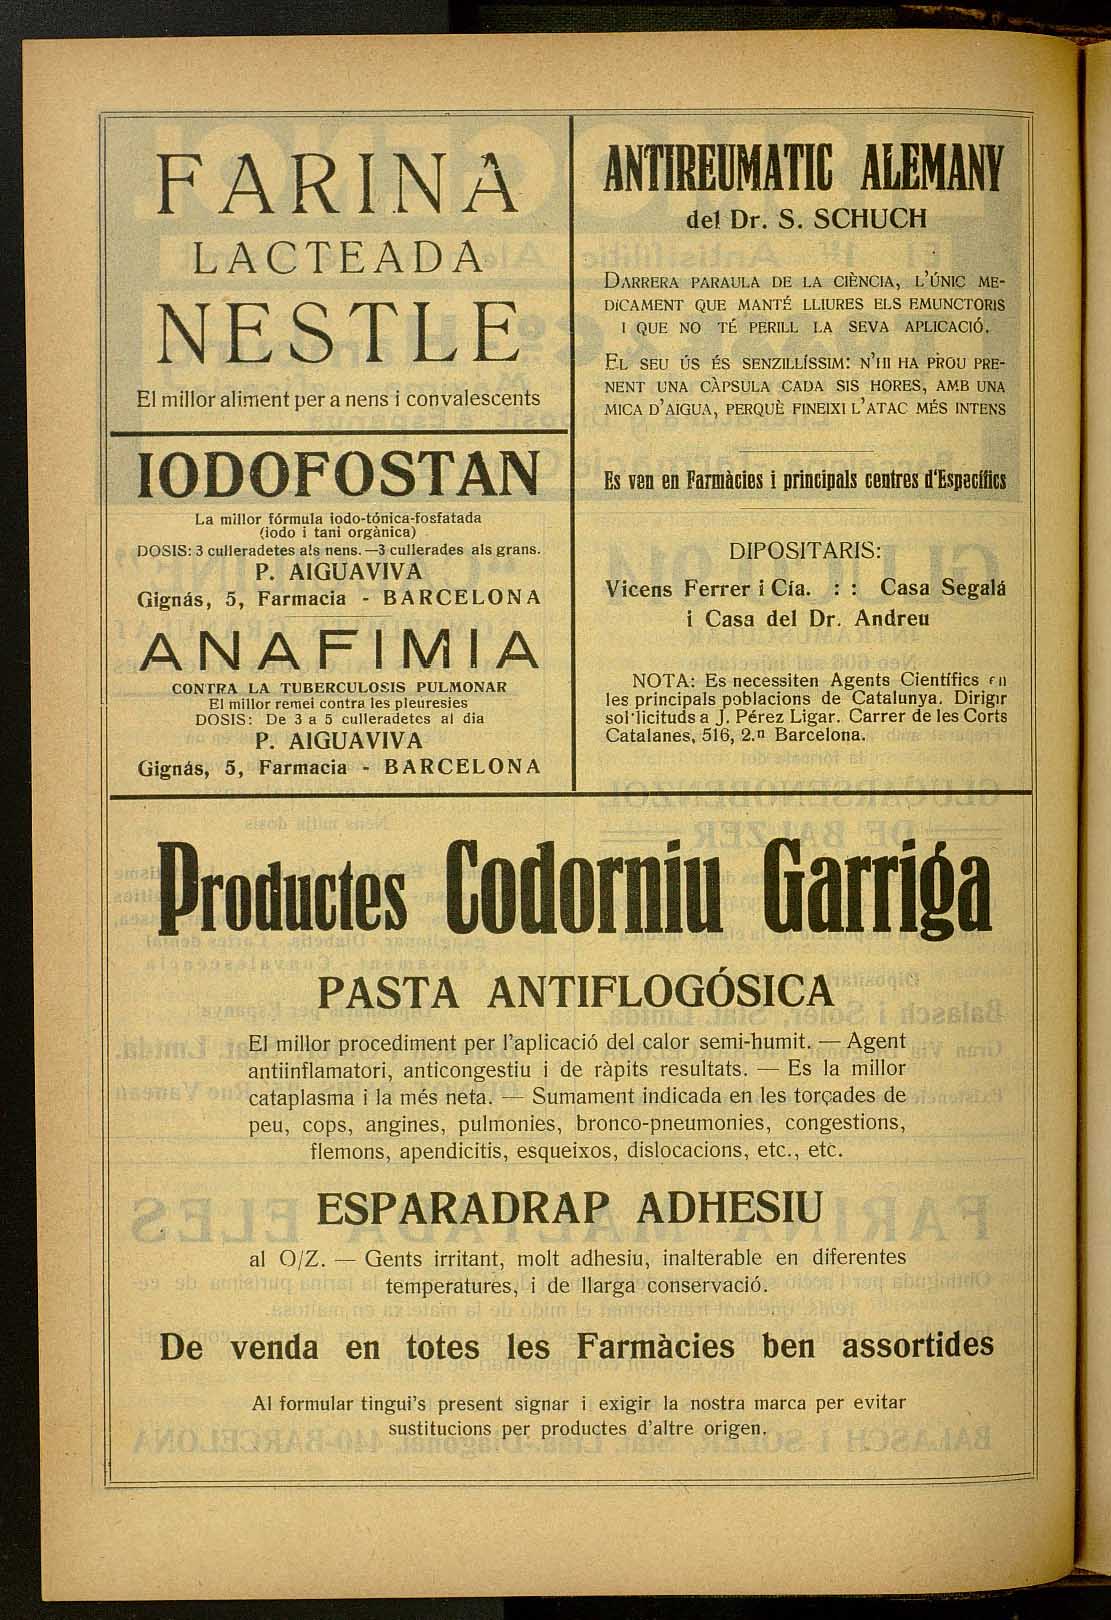 FARINA
LACTEADA
NESTLE
El millor aliment per a nens i convalescents
IODOFOSTAN
La millor fórmula iodo-tónica-fosfatada
(iodo i tani orgànica)
DOSIS: 3 culleradetes als nens.—3 cullerades als grans.
P. AIGUAVIVA
Gignás, 5, Farmacia - BARCELONA
ANAFIMIA
CONTRA LA TUBERCULOSIS PULMONAR
El millor remei contra les pleuresies
DOSIS: De 3 a 5 culleradetes al dia
P. AIGUAVIVA
Gignás, 5, Farmacia - BARCELONA
ANTIREUMATIC ALEMANY
del Dr. S. SCHUCH
DARRERA PARAULA DE LA CIÈNCIA, L'ÚNIC ME-
DICAMENT QUE MANTÉ LLIURES ELS EMUNCTORIS
I QUE NO TÉ PERILL LA SEVA APLICACIÓ.
EL SEU ÚS ÉS SENZILLÍSSIM: N'HI HA PROU PRE-
NENT UNA CÀPSULA CADA SIS HORES, AMB UNA
MICA D'AIGUA, PERQUÈ FINEIXI L'ATAC MÉS INTENS
Es ven en Farmàcies i principals centres d'Específics
DIPOSITARIS:
Vicens Ferrer i Cía. : : Casa Segalá
i Casa del Dr. Andreu
NOTA: Es necessiten Agents Científics en
les principals poblacions de Catalunya. Dirigir
sol·licituds a J. Pérez Ligar. Carrer de les Corts
Catalanes, 516, 2.n Barcelona.
Productes Codorniu Garriga
PASTA ANTIFLOGÓSICA
El millor procediment per l'aplicació del calor semi-humit. — Agent
antiinflamatori, anticongestiu i de ràpits resultats. — Es la millor
cataplasma i la més neta. — Sumament indicada en les torçades de
peu, cops, angines, pulmonies, bronco-pneumonies, congestions,
flemons, apendicitis, esqueixos, dislocacions, etc., etc.
ESPARADRAP ADHESIU
al O/Z. — Gents irritant, molt adhesiu, inalterable en diferentes
temperatures, i de llarga conservació.
De venda en totes les Farmàcies ben assortides
Al formular tingui's present signar i exigir la nostra marca per evitar
sustitucions per productes d'altre origen.